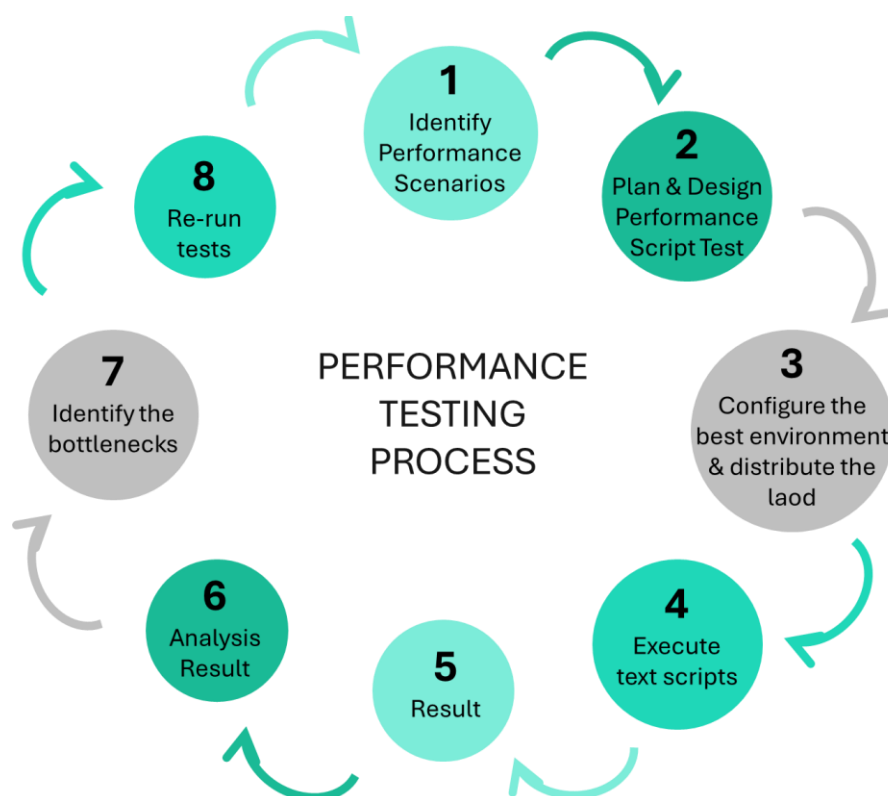 1
Identify
Performance
Scenarios
2
Plan & Design
Performance
Script Test
3
Configure the
best environment
& distribute the
laod
4
Execute
text scripts
5
Result
6
Analysis
Result
7
Identify the
bottlenecks
8
Re-run
tests
PERFORMANCE
TESTING
PROCESS